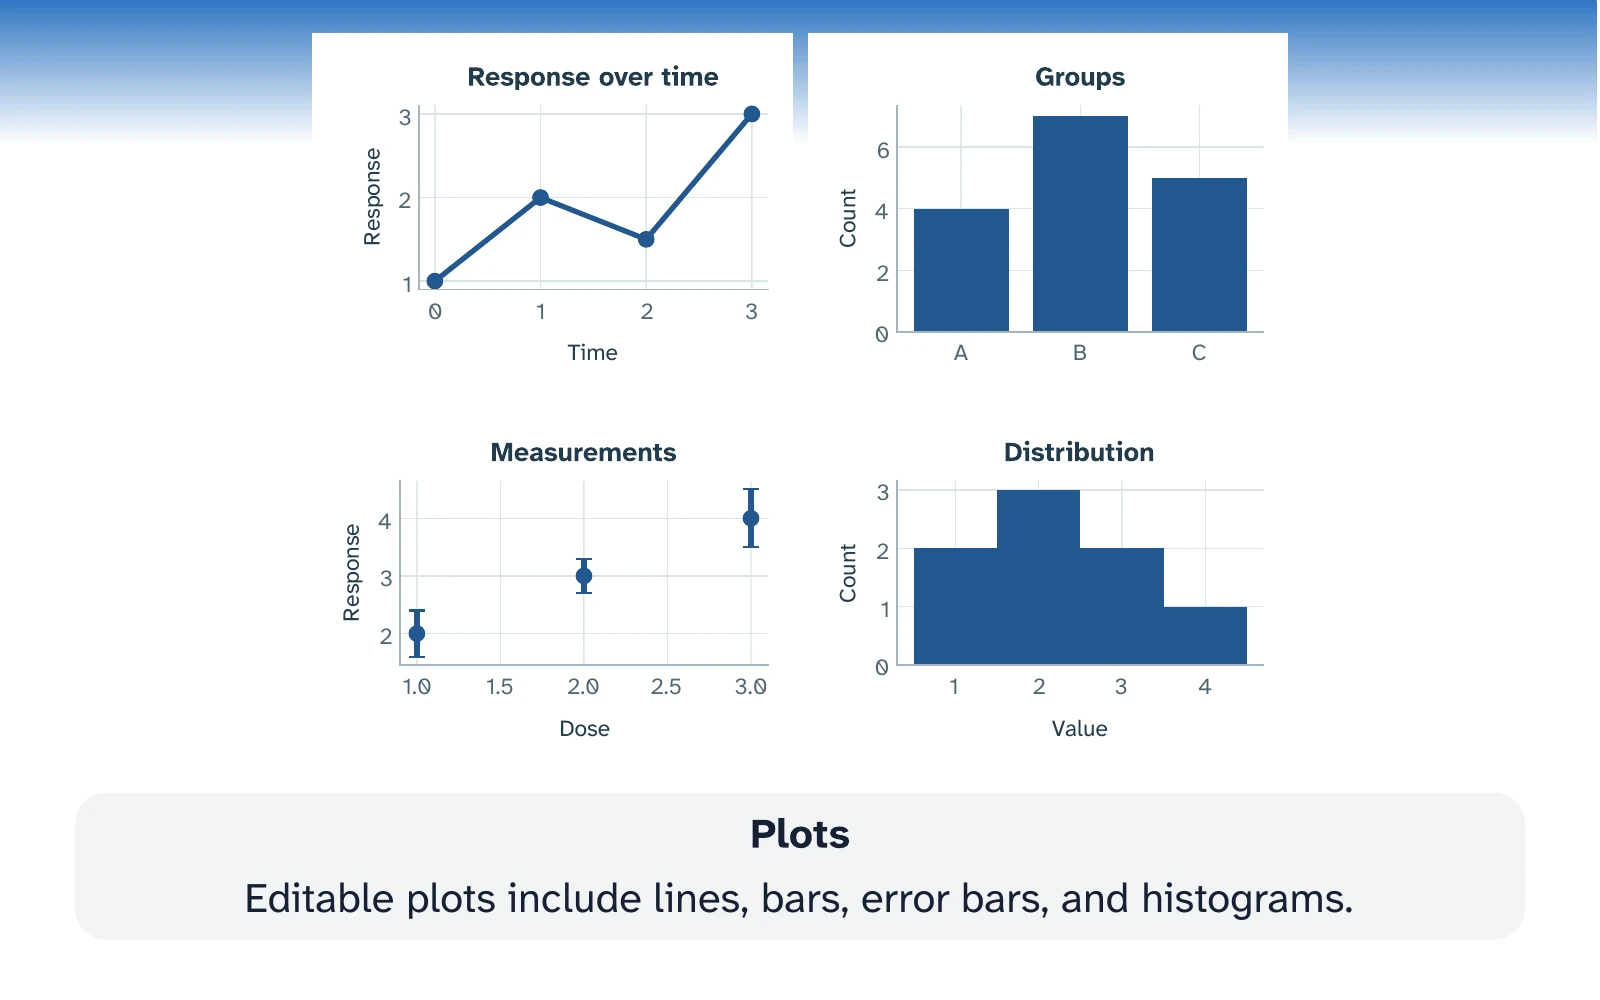 Response over time
3
2
1
Response
0 1 2 3
Time
Groups
6
4
2
0
Count
A B C
Measurements
4
3
2
Response
1.0 1.5 2.0 2.5 3.0
Dose
Distribution
3
2
1
0
Count
1 2 3 4
Value
Plots
Editable plots include lines, bars, error bars, and histograms.